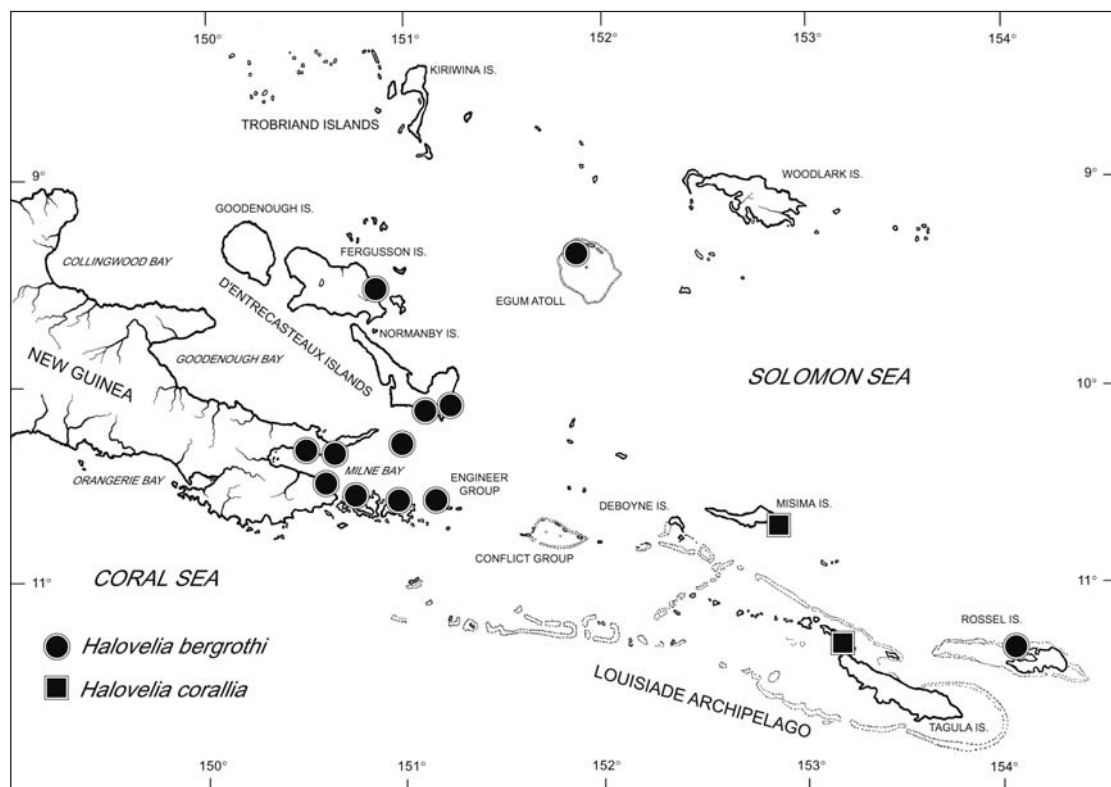 150° 151° 152° 153° 154°
KIRIWINA IS.
TROBRIAND ISLANDS
9° 9°
WOODLARK IS.
GOODENOUGH IS.
FERGUSSON IS.
COLLINGWOOD BAY
EGUM ATOLL
D'ENTRECASTEAUX ISLANDS
NORMANBY IS.
GOODENOUGH BAY
NEW GUINEA
SOLOMON SEA
10°
MILNE BAY
ORANGERIE BAY
ENGINEER
GROUP
DEBOYNE IS.
MISIMA IS.
CONFLICT GROUP
CORAL SEA
11° 11°
ROSSEL IS.
Halovelia bergrothi
Halovelia corallia
LOUISIADE ARCHIPELAGO
TAGULA IS.
150° 151° 152° 153° 154°